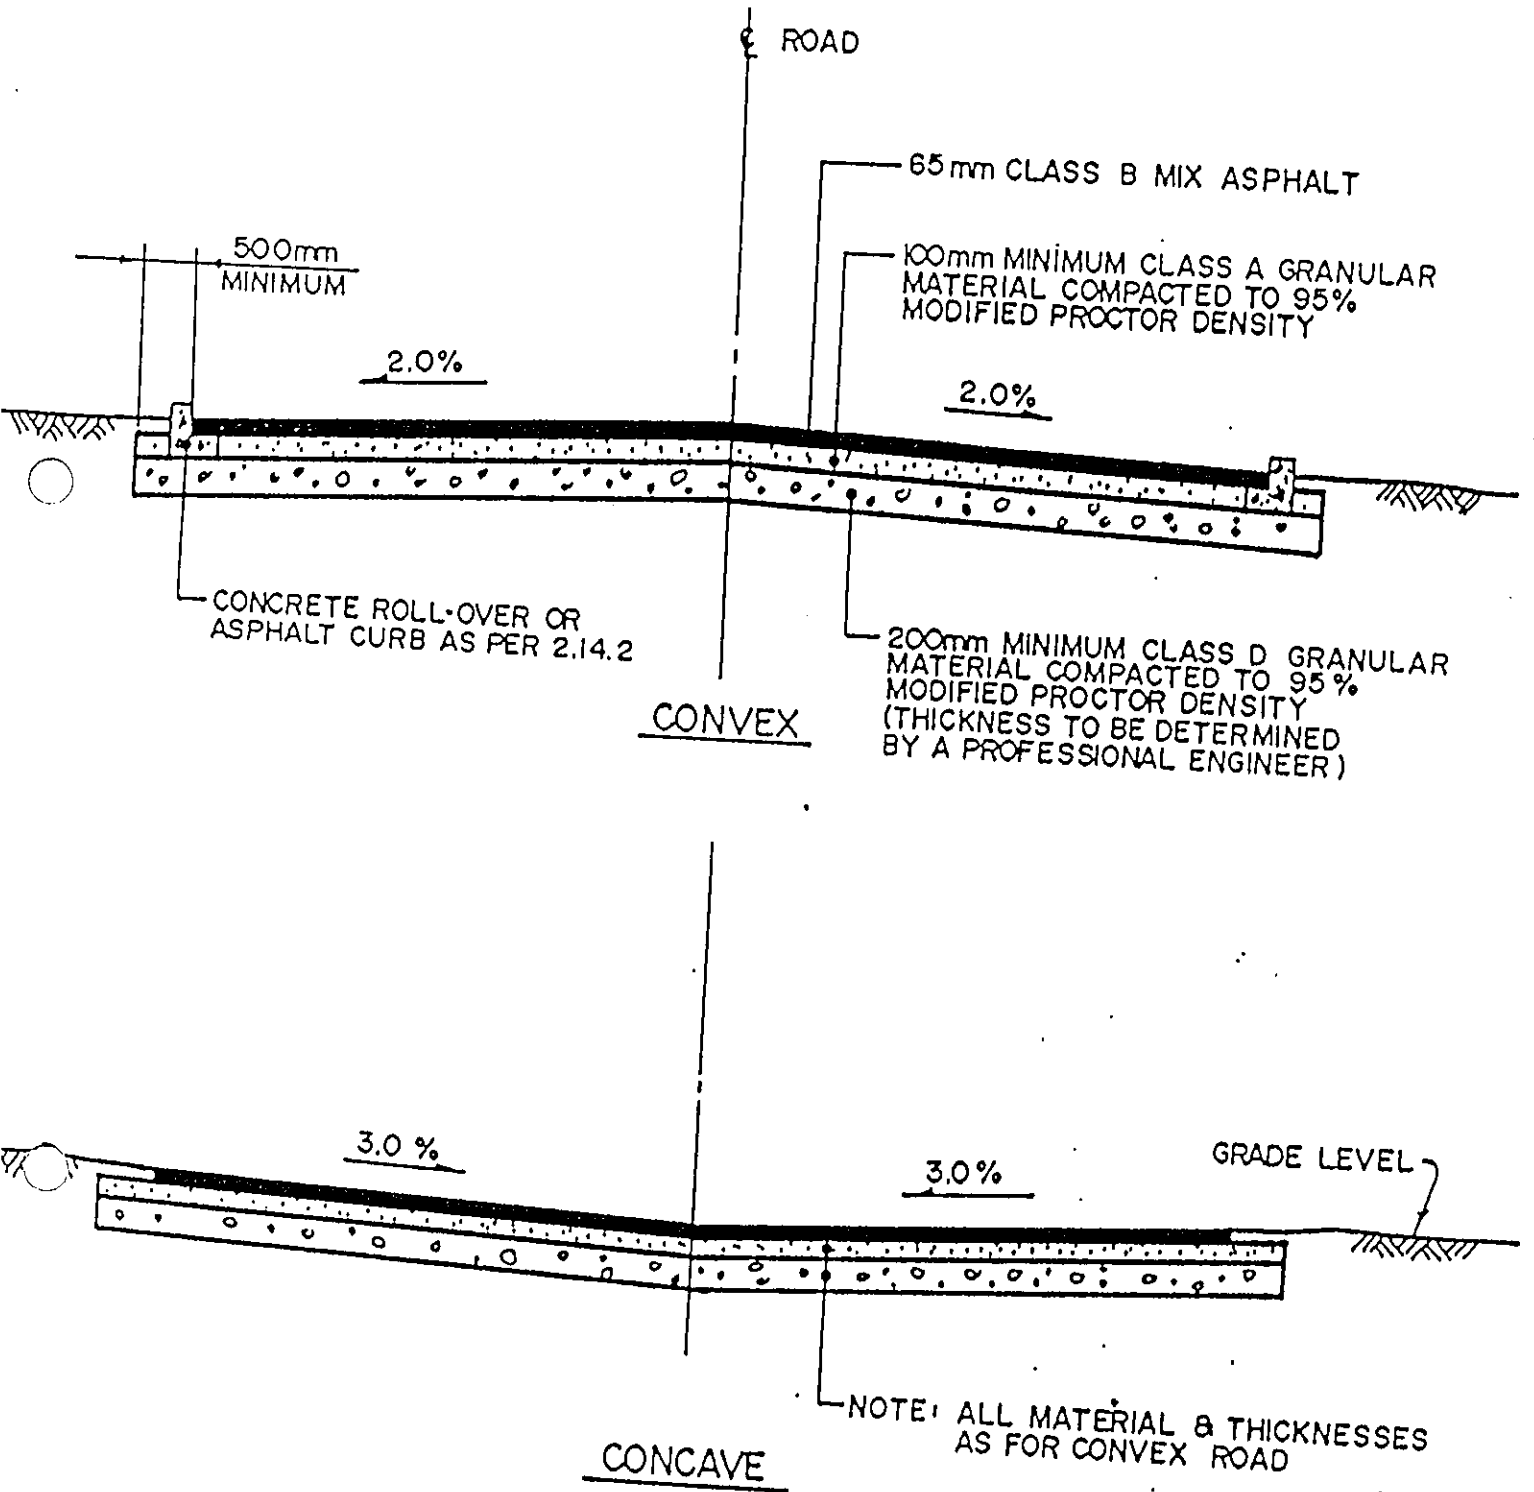 ℄ ROAD
65mm CLASS B MIX ASPHALT
500mm
MINIMUM
100mm MINIMUM CLASS A GRANULAR
MATERIAL COMPACTED TO 95%
MODIFIED PROCTOR DENSITY
2.0%
2.0%
CONCRETE ROLL-OVER OR
ASPHALT CURB AS PER 2.14.2
200mm MINIMUM CLASS D GRANULAR
MATERIAL COMPACTED TO 95%
MODIFIED PROCTOR DENSITY
(THICKNESS TO BE DETERMINED
BY A PROFESSIONAL ENGINEER)
CONVEX
3.0%
3.0%
GRADE LEVEL
NOTE: ALL MATERIAL & THICKNESSES
AS FOR CONVEX ROAD
CONCAVE